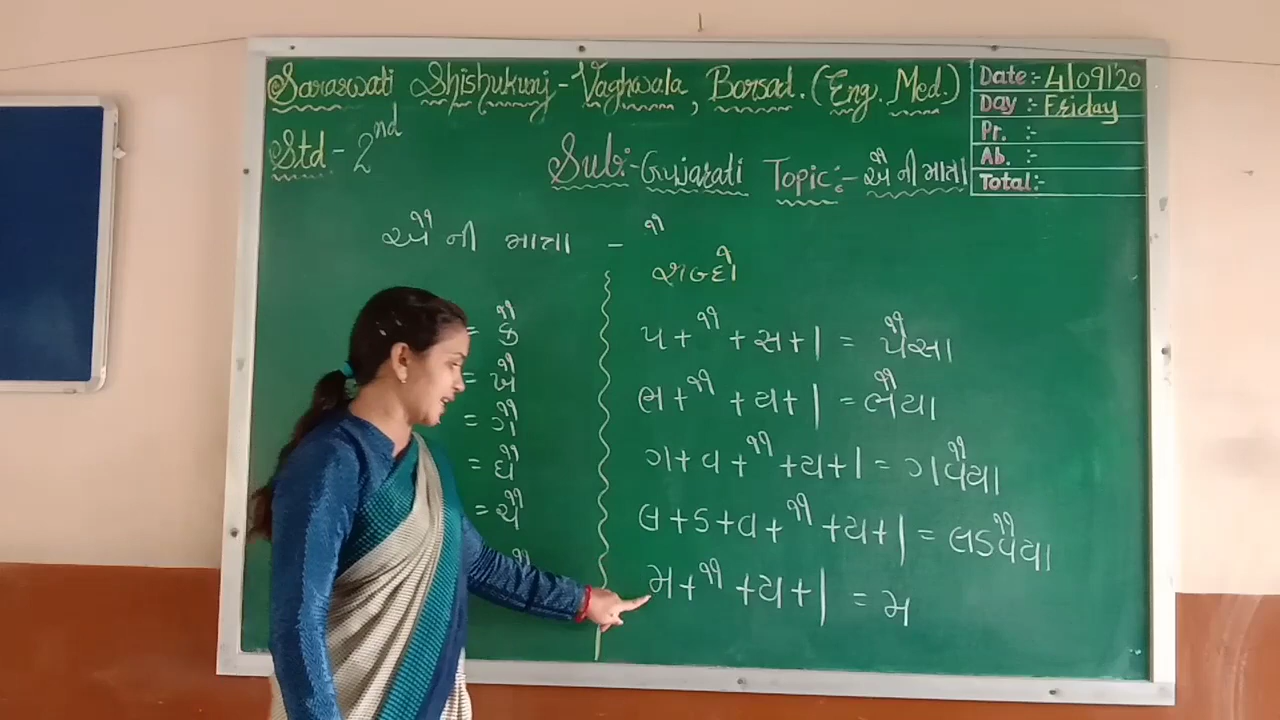 Saraswati Shishukunj - Vaghwala, Borsad. (Eng. Med.)
Date:- 4/09/'20
Day :- Friday
Pr. :-
Ab. :-
Total:-
Std - 2nd
Sub:- Gujarati Topic:- ઐ ની માત્રા
ઐ ની માત્રા - ૈ
શબ્દો
= કૈ
= ખૈ
= ગૈ
= ઘૈ
= ચૈ
પ + ૈ + સ + ા = પૈસા
ભ + ૈ + ય + ા = ભૈયા
ગ + વ + ૈ + ય + ા = ગવૈયા
લ + ડ + વ + ૈ + ય + ા = લડવૈયા
મ + ૈ + ય + ા = મ